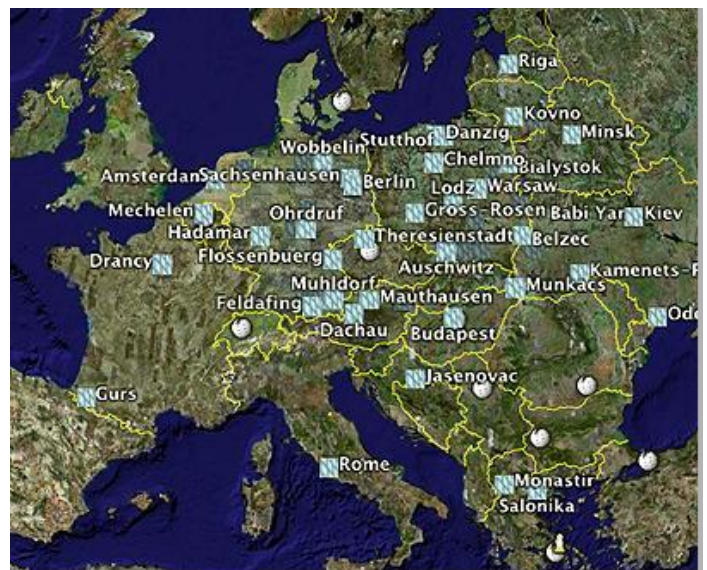 Riga
Kovno
Stutthof Danzig Minsk
Wobbelin
Chelmno Bialystok
Amsterdam Sachsenhausen
Berlin Lodz Warsaw
Mechelen Ohrdruf Gross-Rosen Babi Yar Kiev
Hadamar Theresienstadt Belzec
Drancy Flossenbuerg
Auschwitz Kamenets-P
Muhldorf Munkacs
Feldafing Mauthausen
Dachau Budapest Ode
Jasenovac
Gurs
Rome
Monastir
Salonika